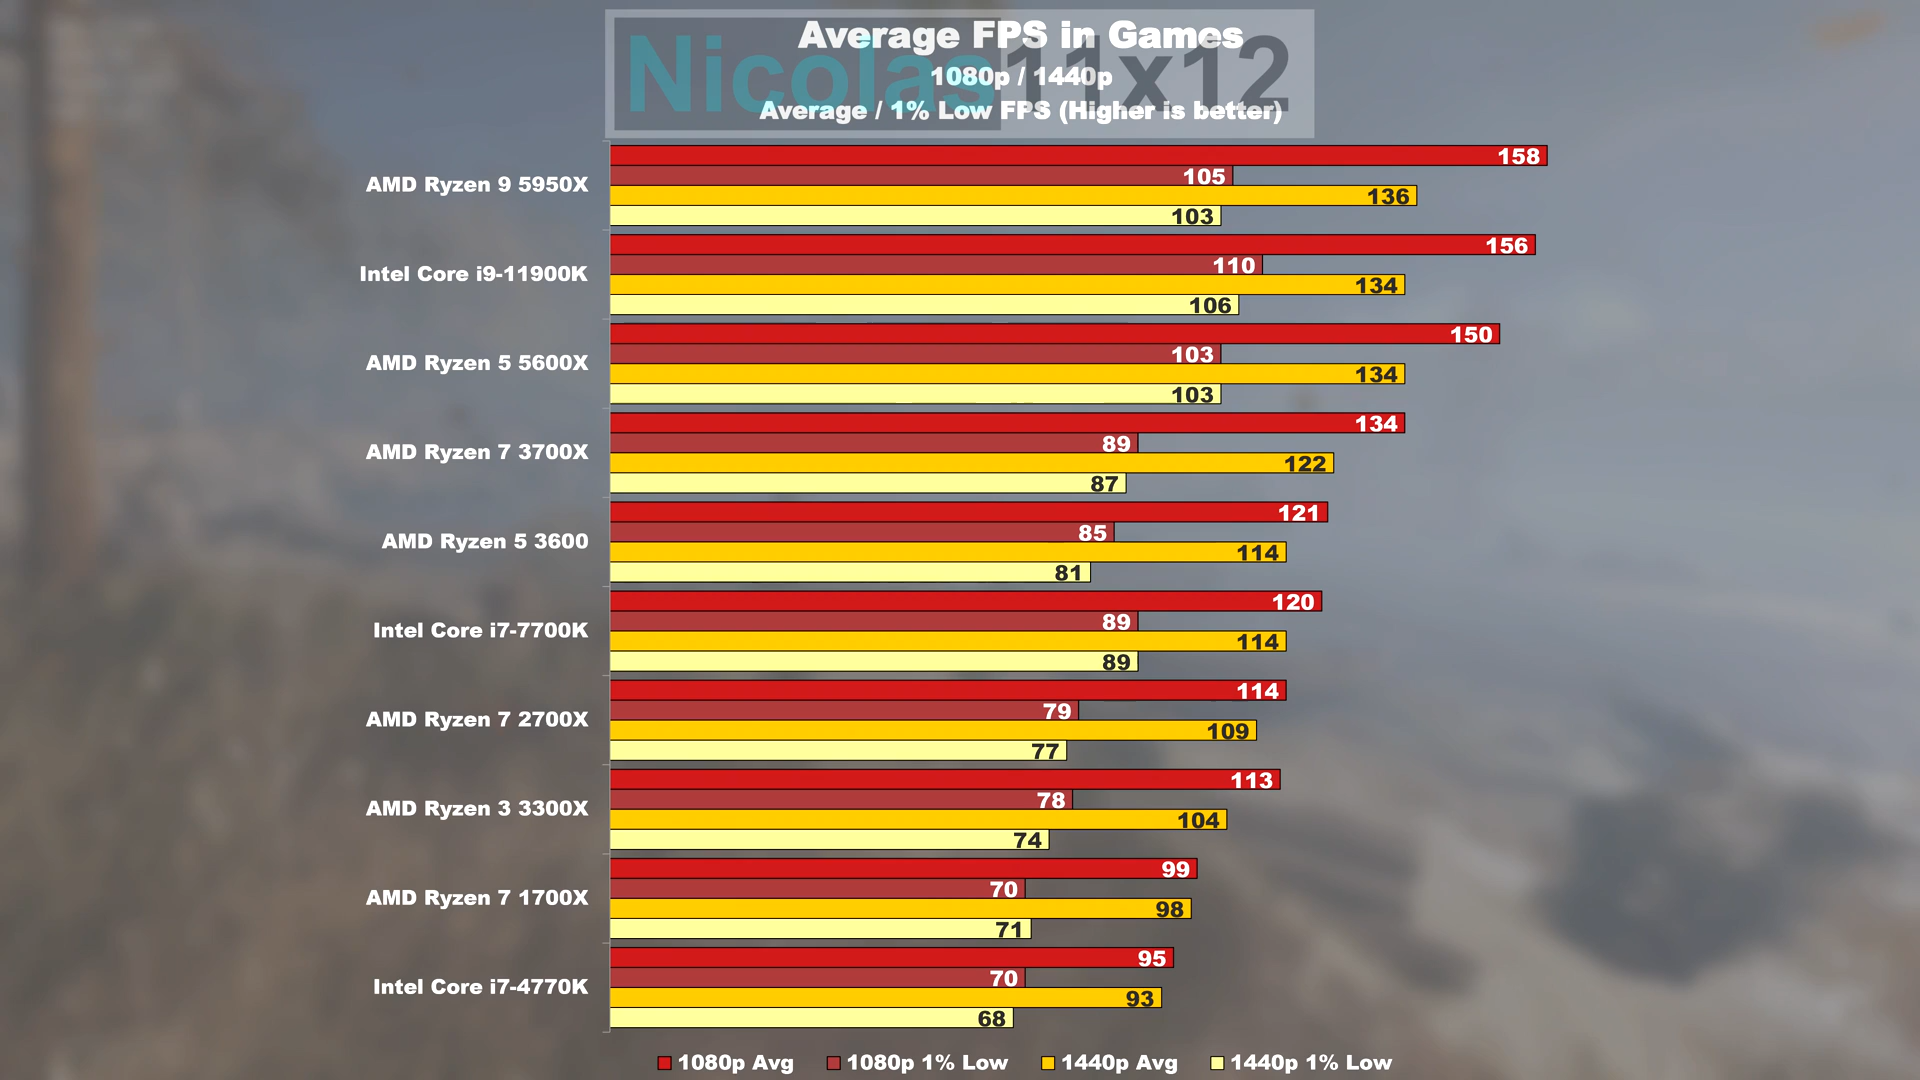 Average FPS in Games
Nicolas11x12
1080p / 1440p
Average / 1% Low FPS (Higher is better)
AMD Ryzen 9 5950X
158
105
136
103
Intel Core i9-11900K
156
110
134
106
AMD Ryzen 5 5600X
150
103
134
103
AMD Ryzen 7 3700X
134
89
122
87
AMD Ryzen 5 3600
121
85
114
81
Intel Core i7-7700K
120
89
114
89
AMD Ryzen 7 2700X
114
79
109
77
AMD Ryzen 3 3300X
113
78
104
74
AMD Ryzen 7 1700X
99
70
98
71
Intel Core i7-4770K
95
70
93
68
1080p Avg 1080p 1% Low 1440p Avg 1440p 1% Low